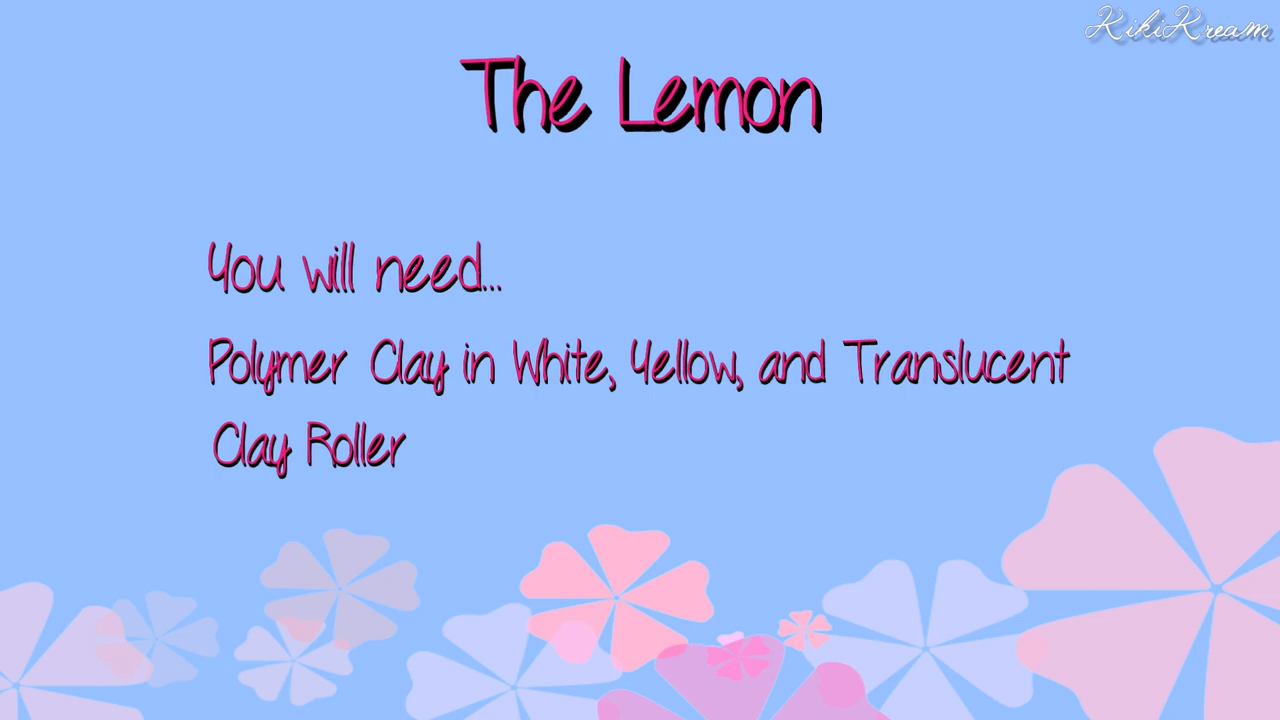 KikiKream
The Lemon
You will need...
Polymer Clay in White, Yellow, and Translucent
Clay Roller